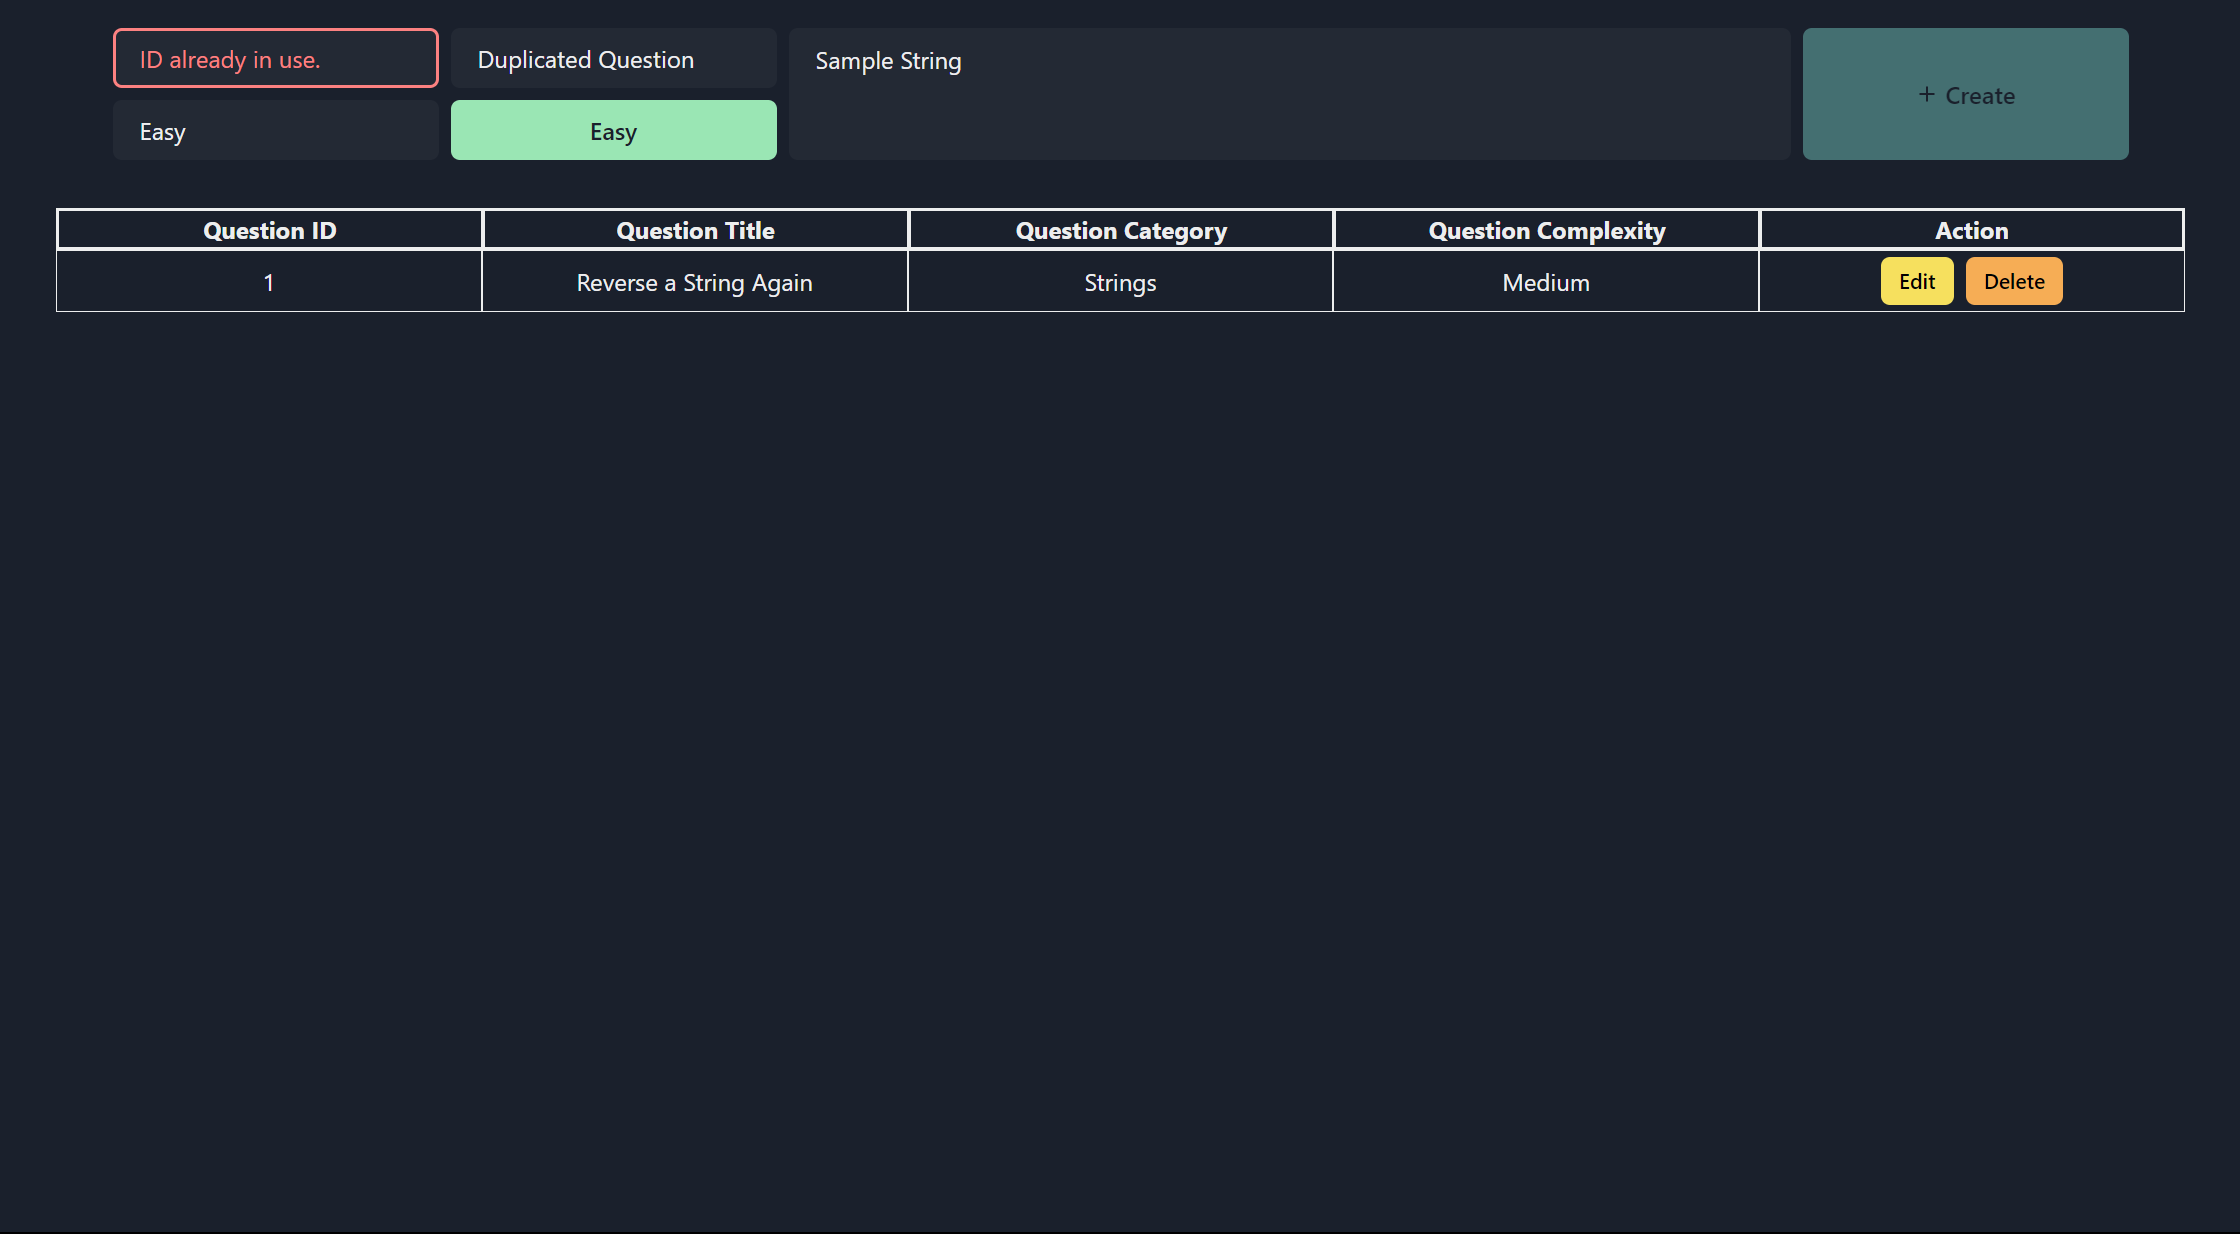 ID already in use.
Duplicated Question
Sample String
Easy
Easy
+ Create
Question ID Question Title Question Category Question Complexity Action
1 Reverse a String Again Strings Medium Edit Delete